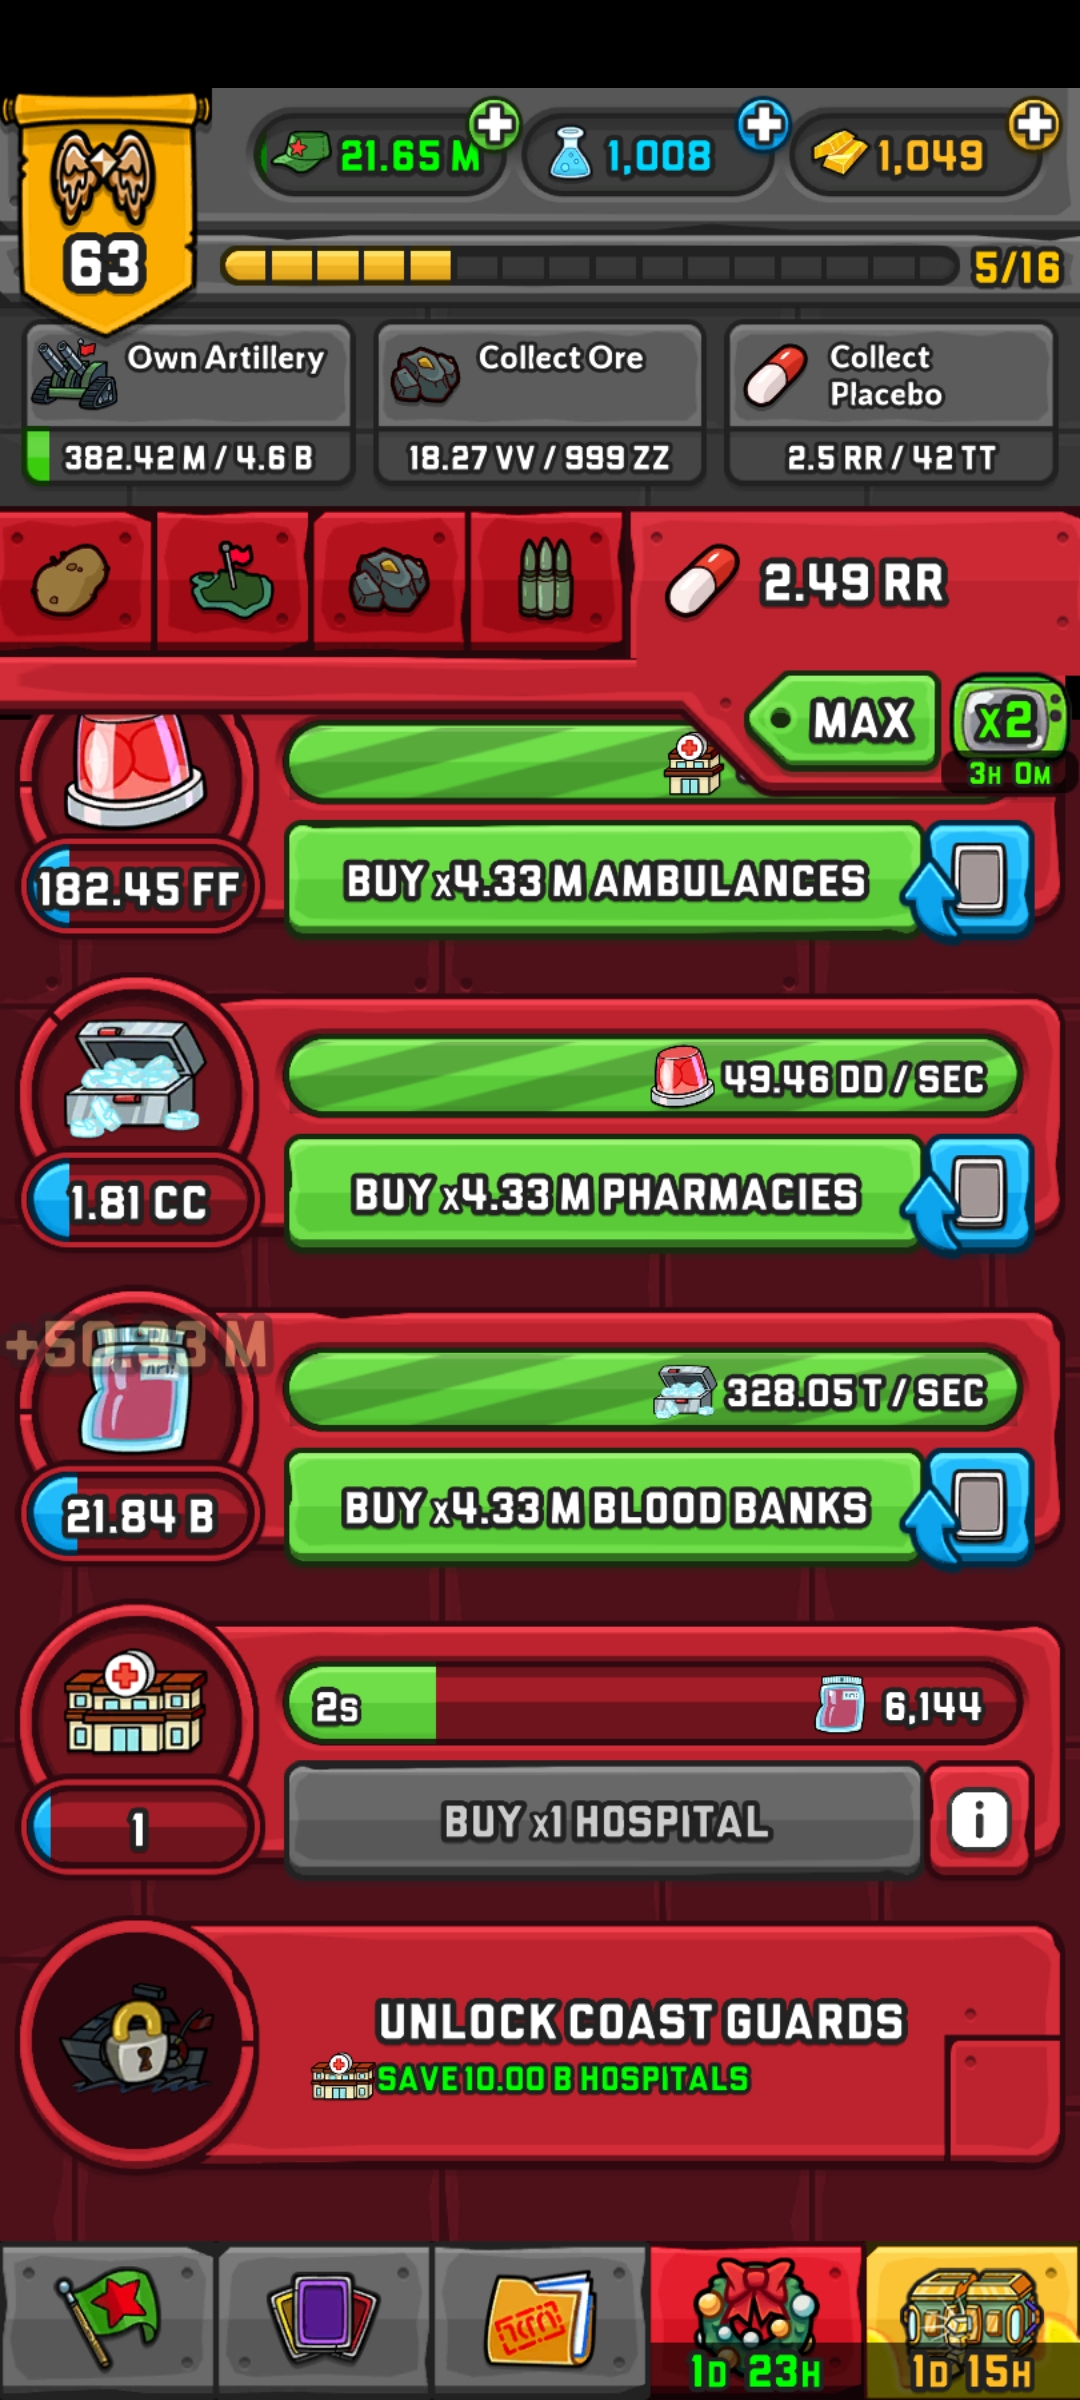 21.65 M
1,008
1,049
63
5/16
Own Artillery
382.42 M / 4.6 B
Collect Ore
18.27 VV / 999 ZZ
Collect
Placebo
2.5 RR / 42 TT
2.49 RR
MAX
x2
3H 0M
182.45 FF
BUY x4.33 M AMBULANCES
49.46 DD / SEC
1.81 CC
BUY x4.33 M PHARMACIES
+50.33 M
328.05 T / SEC
21.84 B
BUY x4.33 M BLOOD BANKS
2s
6,144
1
BUY x1 HOSPITAL
i
UNLOCK COAST GUARDS
SAVE 10.00 B HOSPITALS
1D 23H
1D 15H